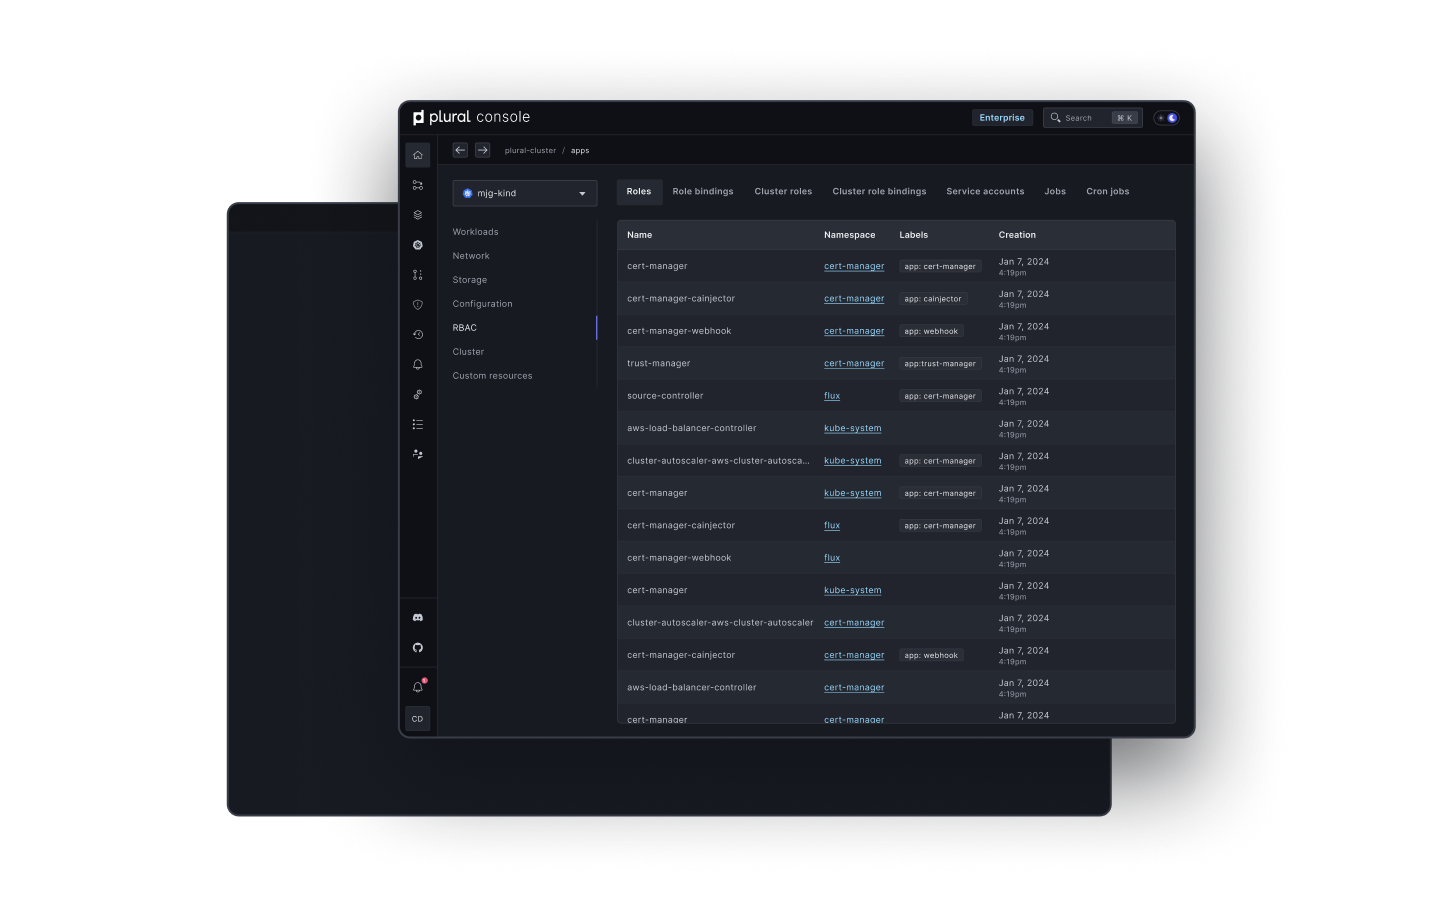 plural console
Enterprise
Search
⌘ K
plural-cluster / apps
mjg-kind
Workloads
Network
Storage
Configuration
RBAC
Cluster
Custom resources
Roles Role bindings Cluster roles Cluster role bindings Service accounts Jobs Cron jobs
Name Namespace Labels Creation
cert-manager cert-manager app: cert-manager Jan 7, 2024
4:19pm
cert-manager-cainjector cert-manager app: cainjector Jan 7, 2024
4:19pm
cert-manager-webhook cert-manager app: webhook Jan 7, 2024
4:19pm
trust-manager cert-manager app:trust-manager Jan 7, 2024
4:19pm
source-controller flux app: cert-manager Jan 7, 2024
4:19pm
aws-load-balancer-controller kube-system Jan 7, 2024
4:19pm
cluster-autoscaler-aws-cluster-autosca... kube-system app: cert-manager Jan 7, 2024
4:19pm
cert-manager kube-system app: cert-manager Jan 7, 2024
4:19pm
cert-manager-cainjector flux app: cert-manager Jan 7, 2024
4:19pm
cert-manager-webhook flux Jan 7, 2024
4:19pm
cert-manager kube-system Jan 7, 2024
4:19pm
cluster-autoscaler-aws-cluster-autoscaler cert-manager Jan 7, 2024
4:19pm
cert-manager-cainjector cert-manager app: webhook Jan 7, 2024
4:19pm
aws-load-balancer-controller cert-manager Jan 7, 2024
4:19pm
cert-manager cert-manager Jan 7, 2024
CD